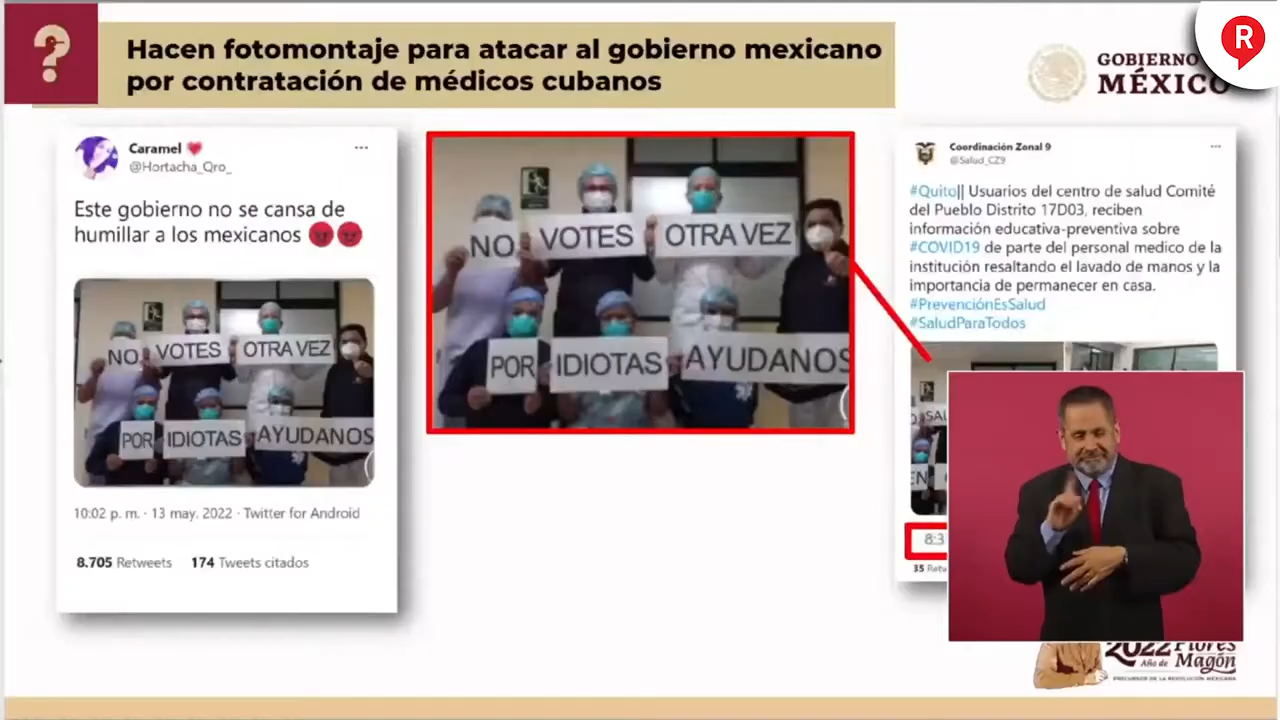 Hacen fotomontaje para atacar al gobierno mexicano
por contratación de médicos cubanos
GOBIERNO
MÉXICO
R
Caramel
@Hortacha_Qro_
Este gobierno no se cansa de
humillar a los mexicanos
NO VOTES OTRA VEZ
POR IDIOTAS AYUDANOS
10:02 p. m. · 13 may. 2022 · Twitter for Android
8.705 Retweets 174 Tweets citados
NO VOTES OTRA VEZ
POR IDIOTAS AYUDANOS
Coordinación Zonal 9
@Salud_CZ9
#Quito|| Usuarios del centro de salud Comité
del Pueblo Distrito 17D03, reciben
información educativa-preventiva sobre
#COVID19 de parte del personal medico de la
institución resaltando el lavado de manos y la
importancia de permanecer en casa.
#PrevenciónEsSalud
#SaludParaTodos
EN
8:3
35
2022 Flores
Año de Magón
PRECURSOR DE LA REVOLUCIÓN MEXICANA